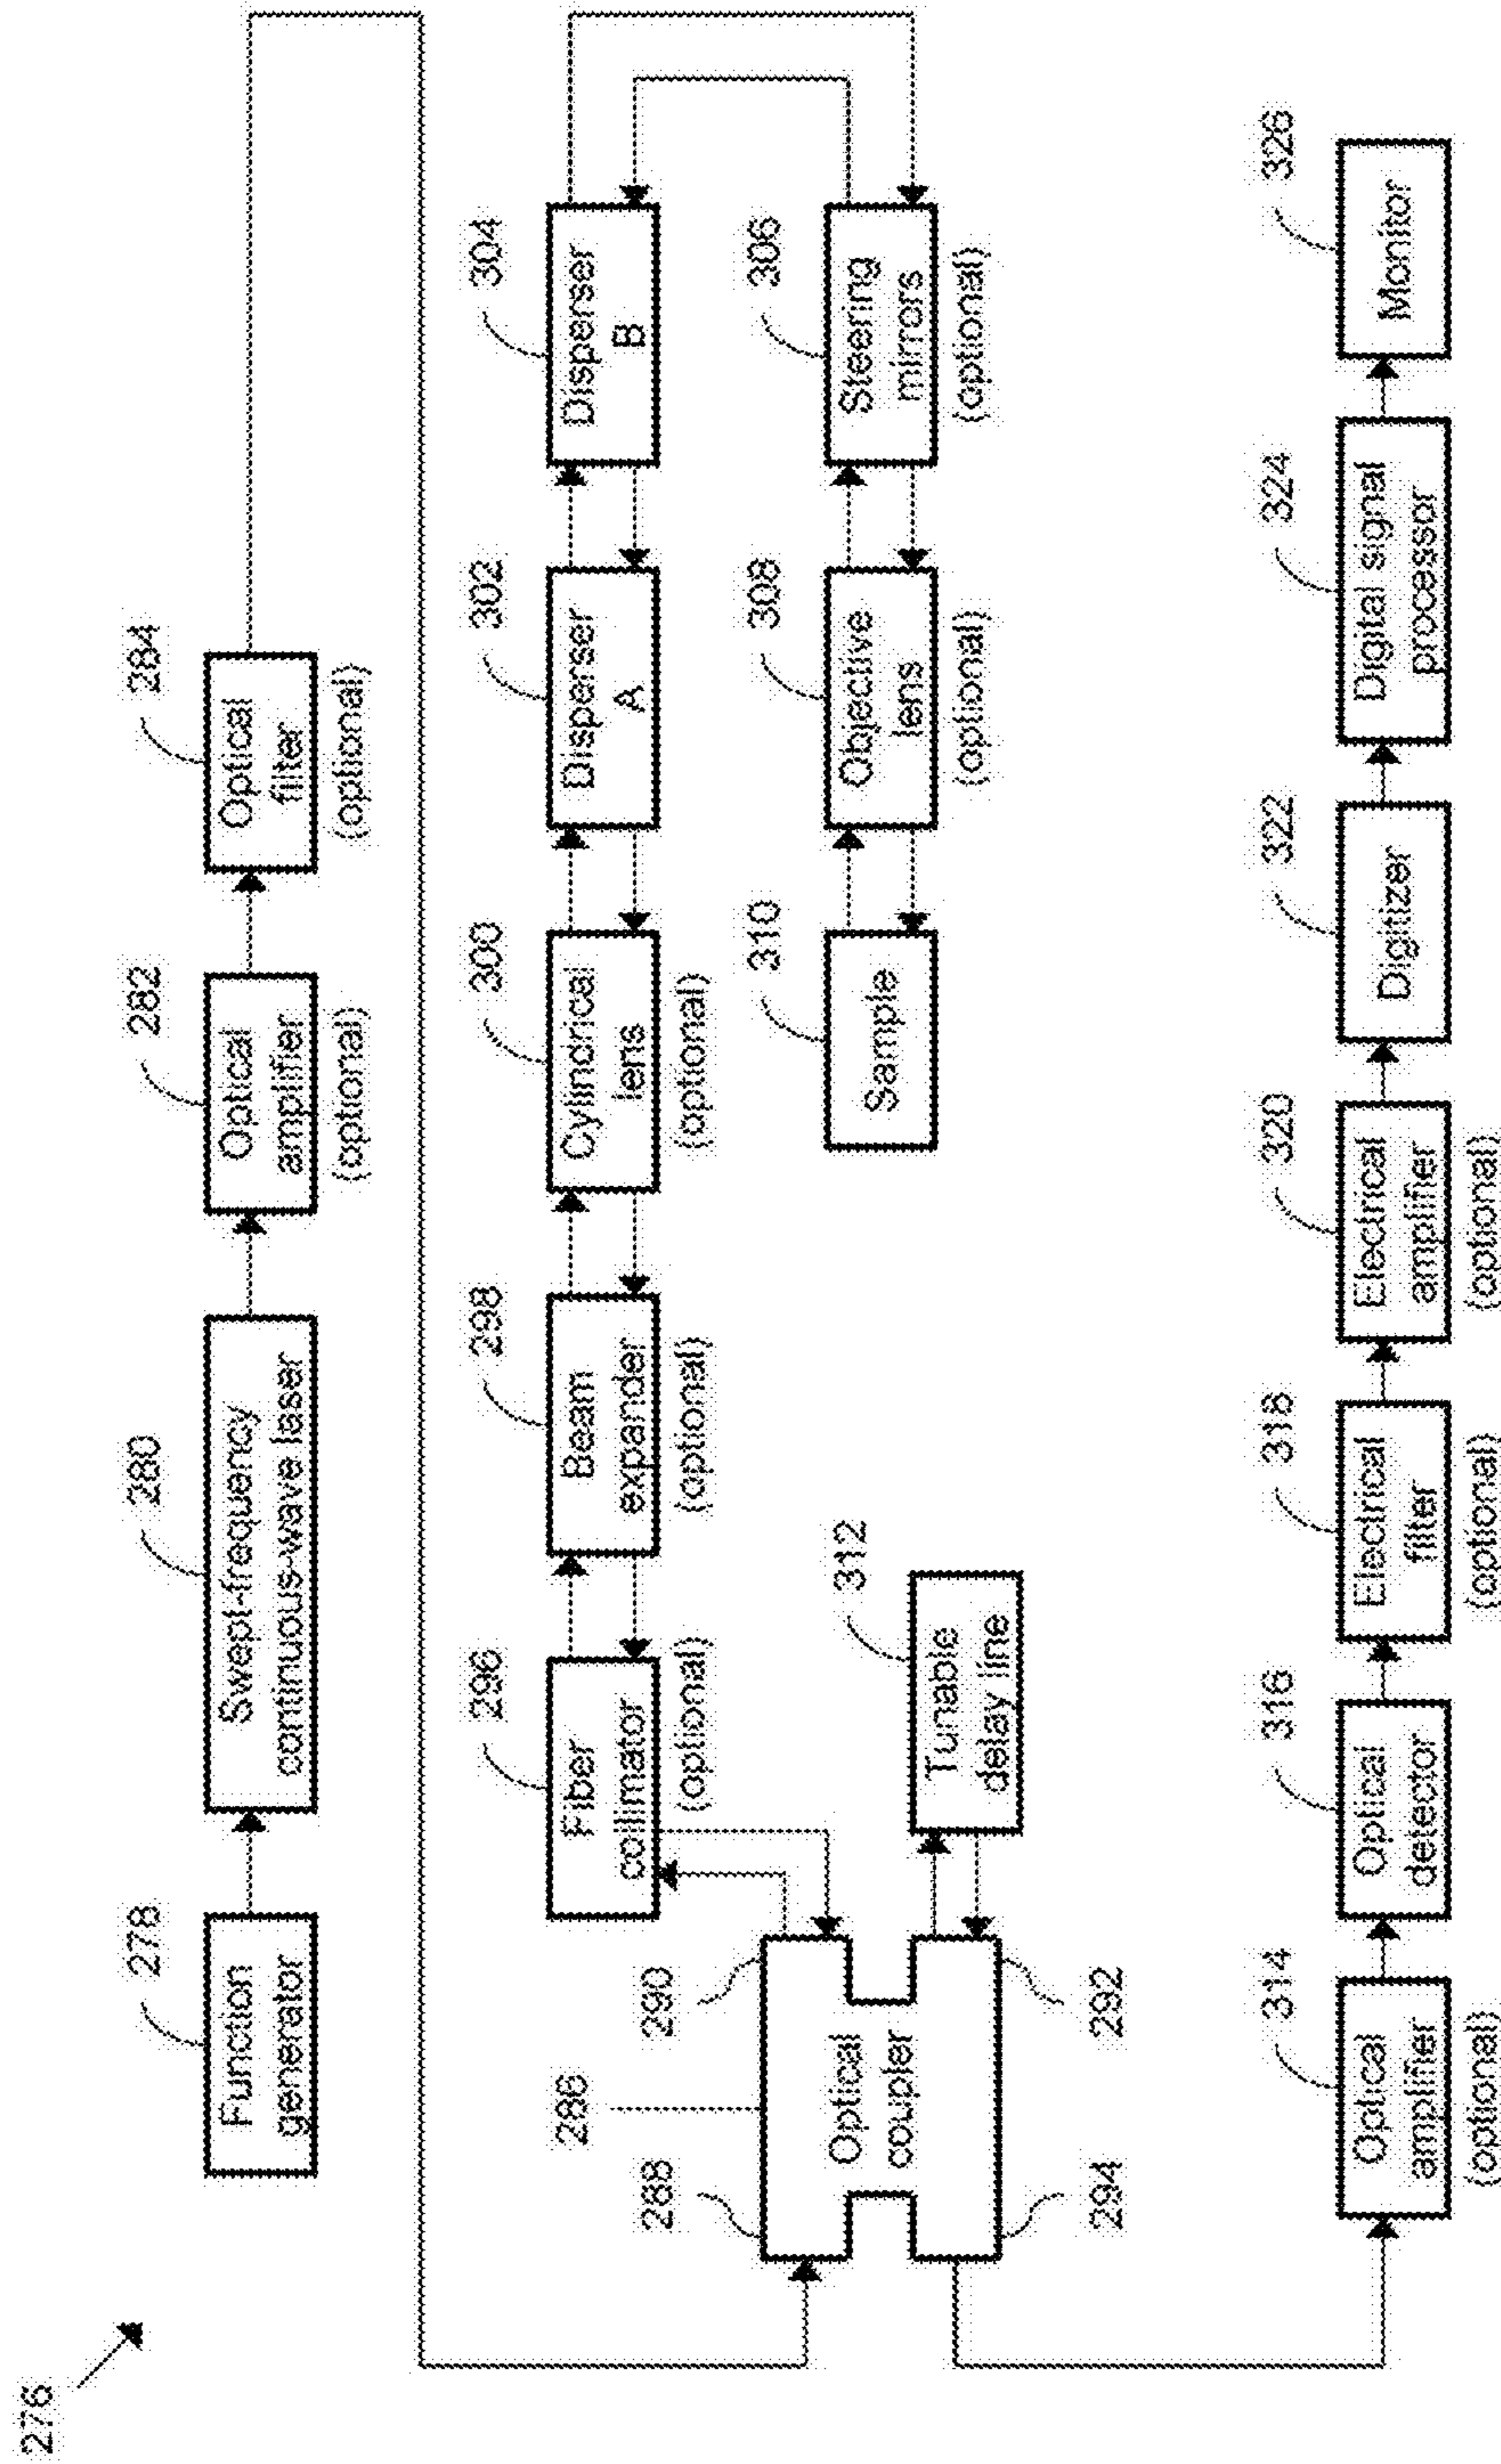 276
278
Function
generator
280
Swept-frequency
continuous-wave laser
282
Optical
amplifier
(optional)
284
Optical
filter
(optional)
296
Fiber
collimator
(optional)
298
Beam
expander
(optional)
300
Cylindrical
lens
(optional)
302
Disperser
A
304
Disperser
B
288
286
290
Optical
coupler
294
292
312
Tunable
delay line
310
Sample
308
Objective
lens
(optional)
306
Steering
mirrors
(optional)
314
Optical
amplifier
(optional)
316
Optical
detector
318
Electrical
filter
(optional)
320
Electrical
amplifier
(optional)
322
Digitizer
324
Digital signal
processor
326
Monitor